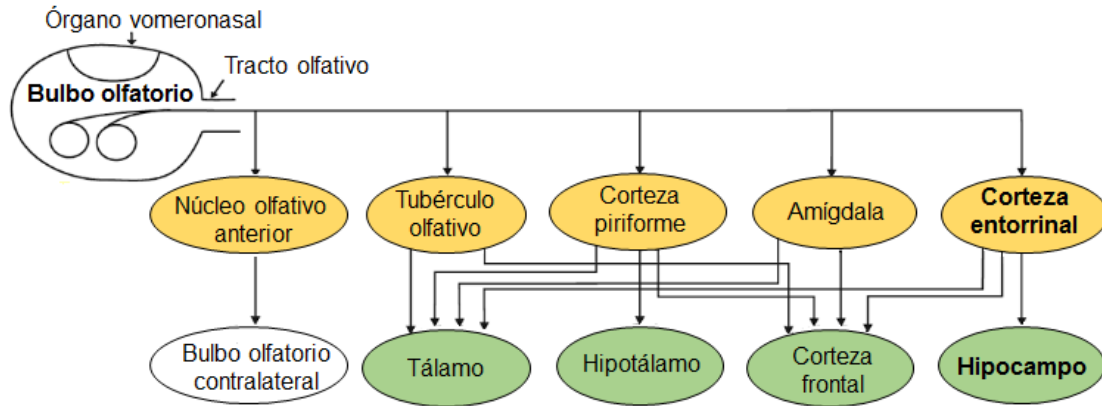 Órgano vomeronasal
Tracto olfativo
Bulbo olfatorio
Núcleo olfativo
anterior
Tubérculo
olfativo
Corteza
piriforme
Amígdala
Corteza
entorrinal
Bulbo olfatorio
contralateral
Tálamo
Hipotálamo
Corteza
frontal
Hipocampo